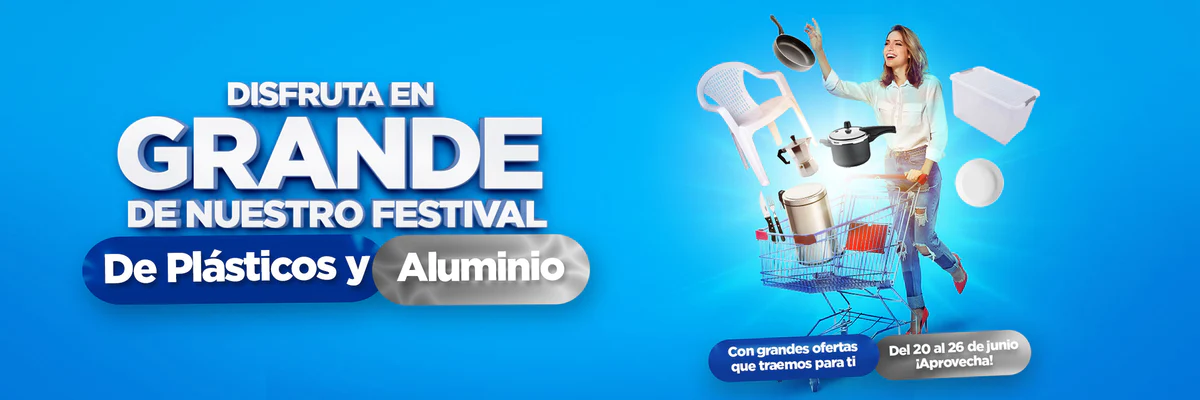 DISFRUTA EN
GRANDE
DE NUESTRO FESTIVAL
De Plásticos y Aluminio
Con grandes ofertas
que traemos para ti
Del 20 al 26 de junio
¡Aprovecha!